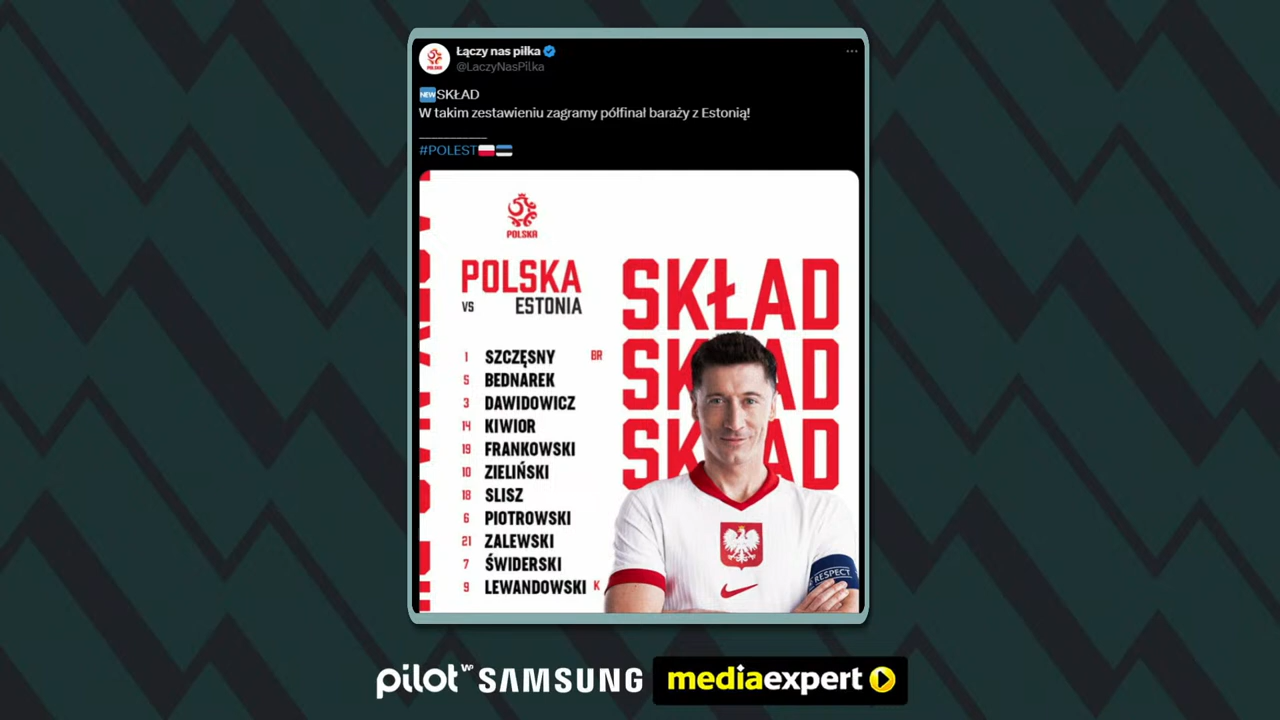 Łączy nas piłka
@LaczyNasPilka
NEW SKŁAD
W takim zestawieniu zagramy półfinał baraży z Estonią!
___________
#POLEST
POLSKA
POLSKA
VS ESTONIA
SKŁAD
SKŁAD
SKŁAD
1 SZCZĘSNY BR
5 BEDNAREK
3 DAWIDOWICZ
14 KIWIOR
19 FRANKOWSKI
10 ZIELIŃSKI
18 SLISZ
6 PIOTROWSKI
21 ZALEWSKI
7 ŚWIDERSKI
9 LEWANDOWSKI K
RESPECT
pilot WP SAMSUNG mediaexpert